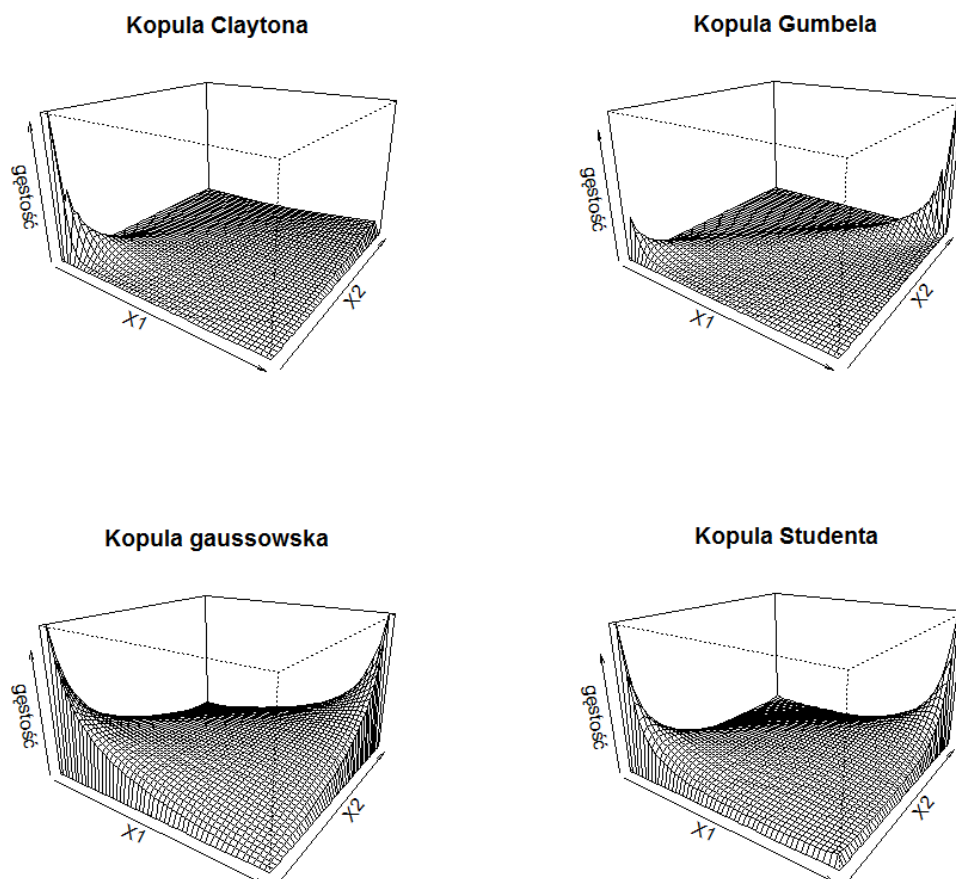 Kopula Claytona
gęstość
X1
X2
Kopula Gumbela
gęstość
X1
X2
Kopula gaussowska
gęstość
X1
X2
Kopula Studenta
gęstość
X1
X2